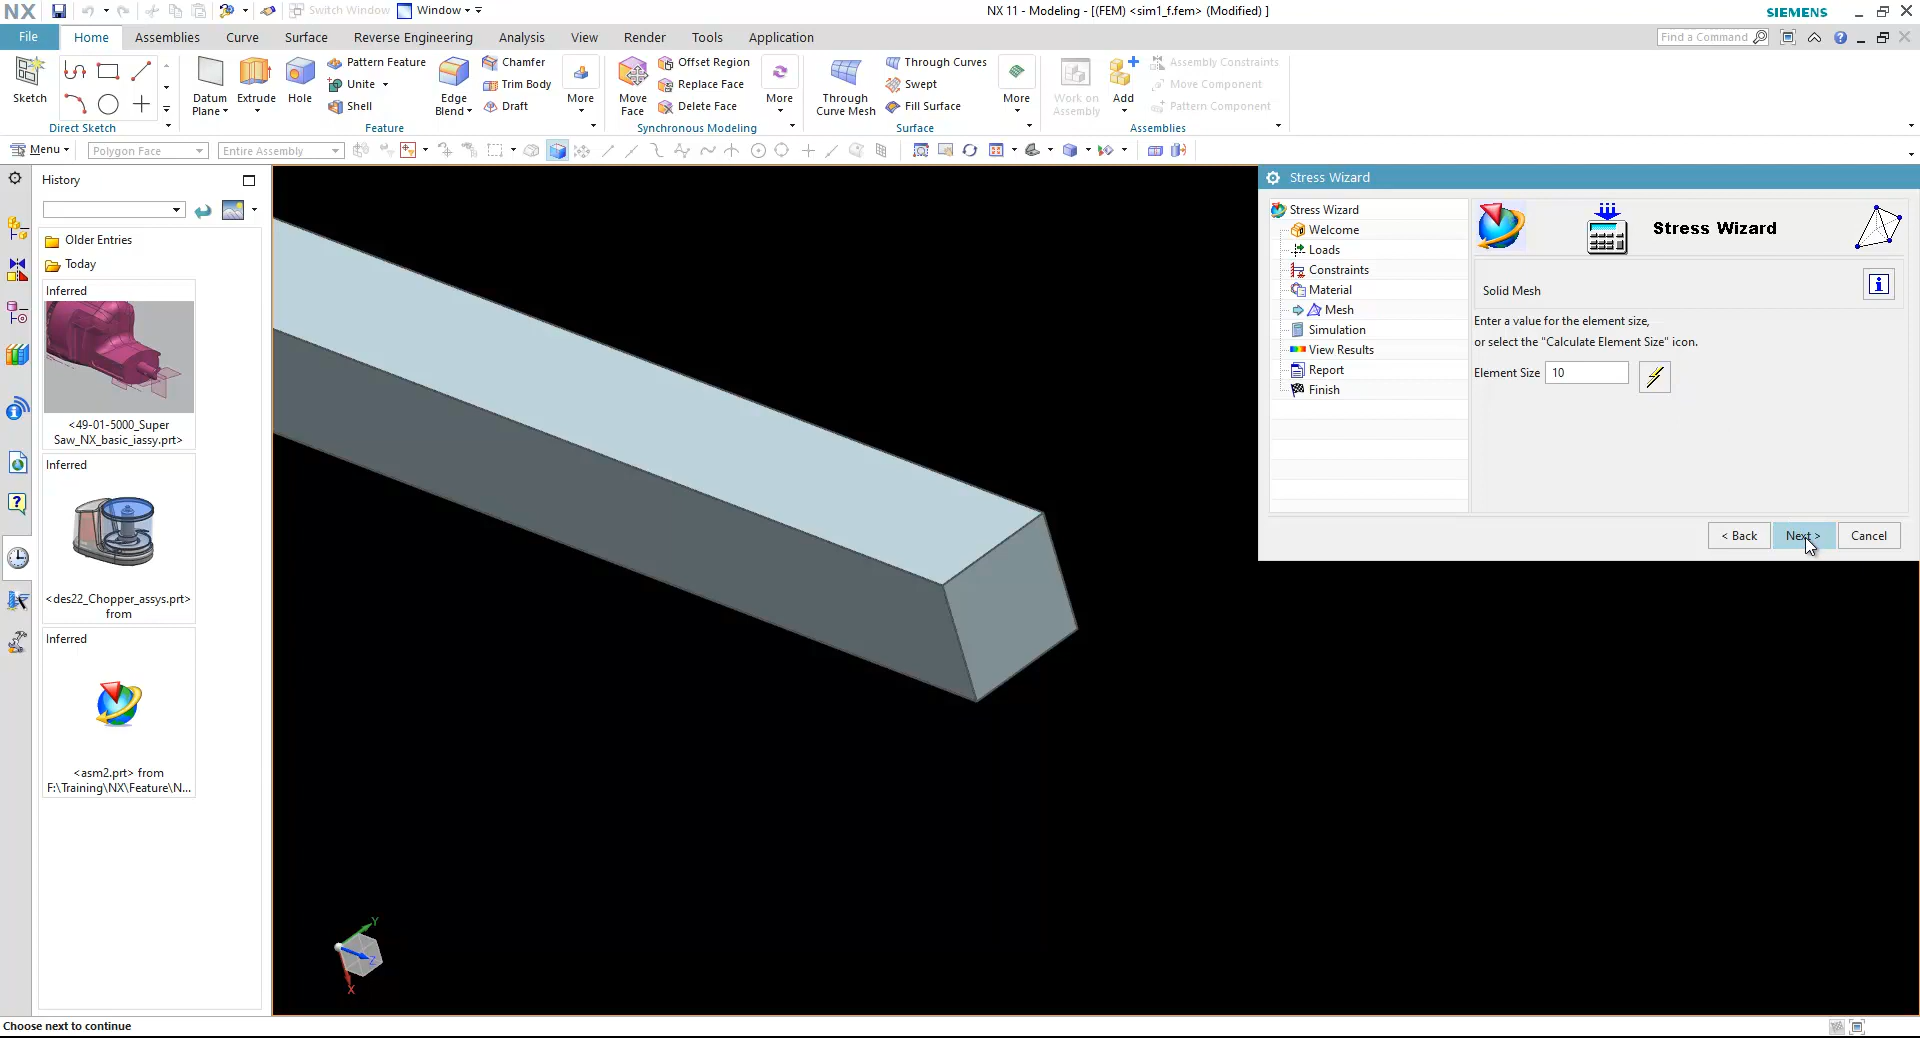 NX
Switch Window
Window
NX 11 - Modeling - [(FEM) <sim1_f.fem> (Modified) ]
SIEMENS
File
Home
Assemblies
Curve
Surface
Reverse Engineering
Analysis
View
Render
Tools
Application
Find a Command
Sketch
Direct Sketch
Datum
Plane
Extrude
Hole
Pattern Feature
Unite
Shell
Edge
Blend
Chamfer
Trim Body
Draft
More
Feature
Move
Face
Offset Region
Replace Face
Delete Face
More
Synchronous Modeling
Through
Curve Mesh
Through Curves
Swept
Fill Surface
More
Surface
Work on
Assembly
Add
Assembly Constraints
Move Component
Pattern Component
Assemblies
Menu
Polygon Face
Entire Assembly
History
Older Entries
Today
Inferred
<49-01-5000_Super
Saw_NX_basic_iassy.prt>
Inferred
<des22_Chopper_assys.prt>
from
Inferred
<asm2.prt> from
F:\Training\NX\Feature\N...
Y
Z
X
Stress Wizard
Stress Wizard
Welcome
Loads
Constraints
Material
Mesh
Simulation
View Results
Report
Finish
Stress Wizard
Solid Mesh
Enter a value for the element size,
or select the "Calculate Element Size" icon.
Element Size 10
< Back
Next >
Cancel
Choose next to continue